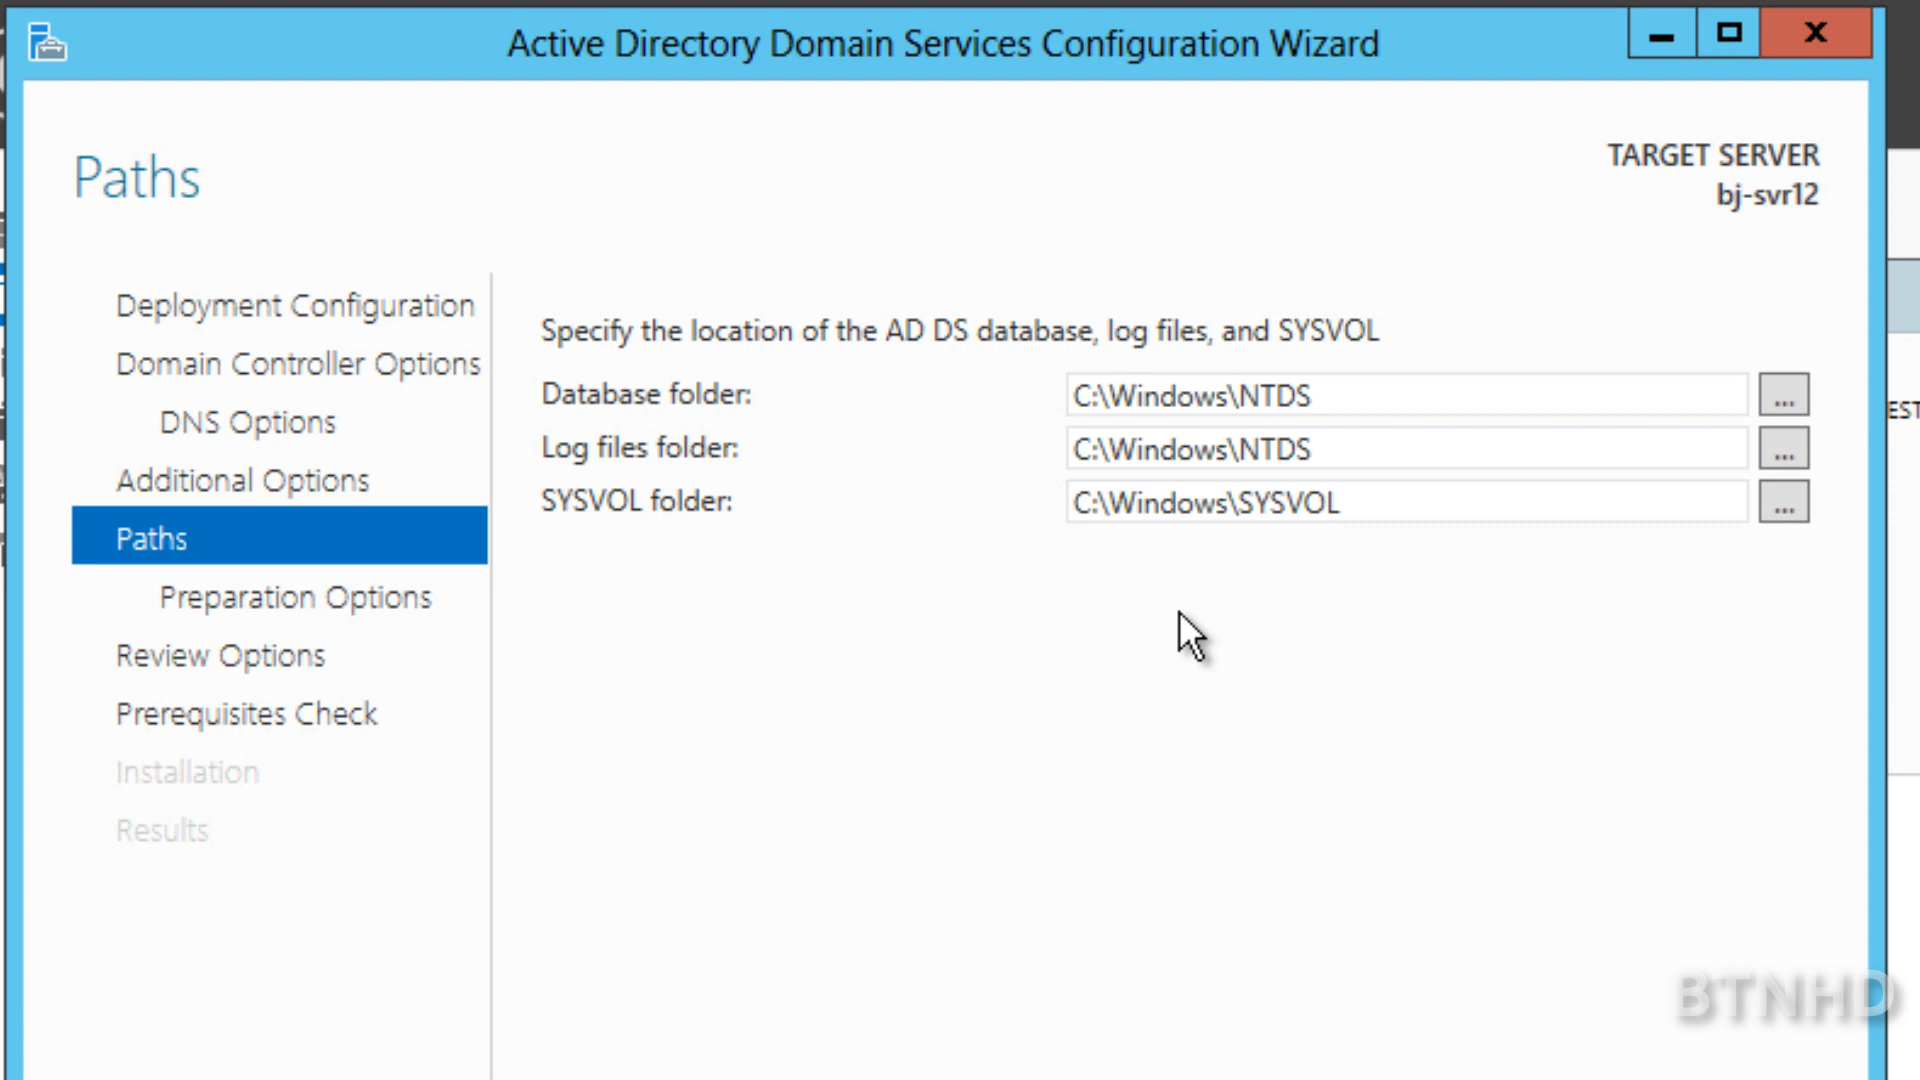 Active Directory Domain Services Configuration Wizard
Paths
TARGET SERVER
bj-svr12
Deployment Configuration
Domain Controller Options
DNS Options
Additional Options
Paths
Preparation Options
Review Options
Prerequisites Check
Installation
Results
Specify the location of the AD DS database, log files, and SYSVOL
Database folder: C:\Windows\NTDS ...
Log files folder: C:\Windows\NTDS ...
SYSVOL folder: C:\Windows\SYSVOL ...
EST
BTNHD